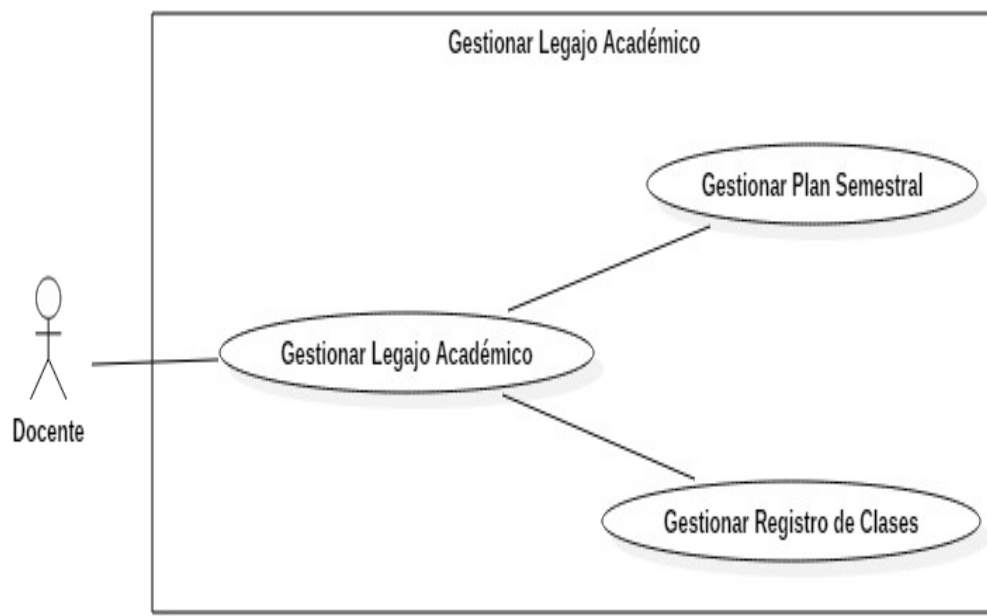 Gestionar Legajo Académico
Gestionar Plan Semestral
Gestionar Legajo Académico
Docente
Gestionar Registro de Clases